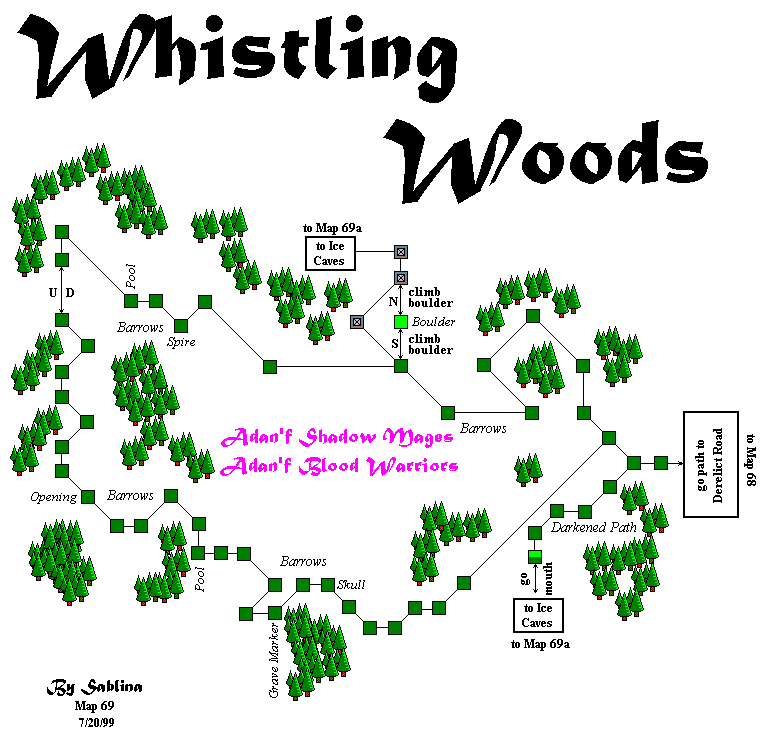 Whistling
Woods
to Map 69a
to Ice
Caves
climb
boulder
N
Boulder
S
climb
boulder
U D
Pool
Barrows
Spire
Barrows
Adan'f Shadow Mages
Adan'f Blood Warriors
go path to
Derelict Road
to Map 68
Opening
Barrows
Darkened Path
Pool
Barrows
Skull
go
mouth
to Ice
Caves
to Map 69a
Grave Marker
By Sablina
Map 69
7/20/99